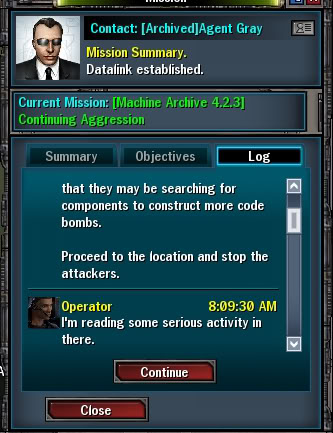 Mission
Contact: [Archived]Agent Gray
Mission Summary.
Datalink established.
Current Mission: [Machine Archive 4.2.3]
Continuing Aggression
Summary
Objectives
Log
that they may be searching for
components to construct more code
bombs.
Proceed to the location and stop the
attackers.
Operator 8:09:30 AM
I'm reading some serious activity in
there.
Continue
Close